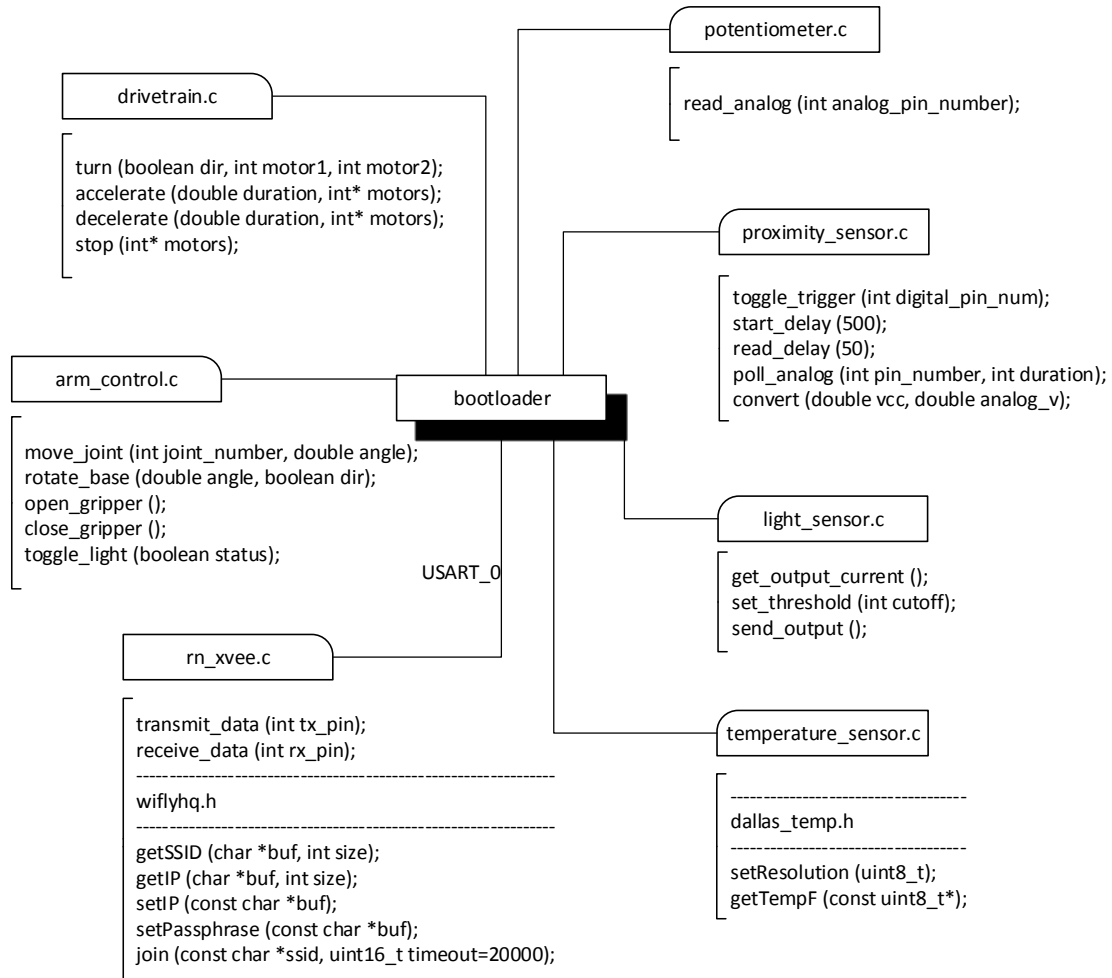 potentiometer.c
read_analog (int analog_pin_number);
drivetrain.c
turn (boolean dir, int motor1, int motor2);
accelerate (double duration, int* motors);
decelerate (double duration, int* motors);
stop (int* motors);
proximity_sensor.c
toggle_trigger (int digital_pin_num);
start_delay (500);
read_delay (50);
poll_analog (int pin_number, int duration);
convert (double vcc, double analog_v);
arm_control.c
move_joint (int joint_number, double angle);
rotate_base (double angle, boolean dir);
open_gripper ();
close_gripper ();
toggle_light (boolean status);
bootloader
USART_0
light_sensor.c
get_output_current ();
set_threshold (int cutoff);
send_output ();
rn_xvee.c
transmit_data (int tx_pin);
receive_data (int rx_pin);
----------------------------------------------------------------
wiflyhq.h
----------------------------------------------------------------
getSSID (char *buf, int size);
getIP (char *buf, int size);
setIP (const char *buf);
setPassphrase (const char *buf);
join (const char *ssid, uint16_t timeout=20000);
temperature_sensor.c
------------------------------------
dallas_temp.h
------------------------------------
setResolution (uint8_t);
getTempF (const uint8_t*);